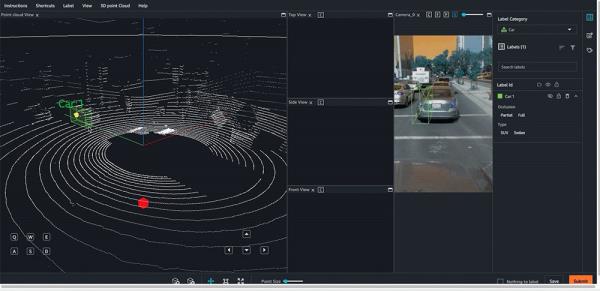 Instructions Shortcuts Label View 3D point Cloud Help
Point cloud View x
Top View x
Camera_0 x
Label Category
Car
Labels (1)
Search labels
Label Id
Car:1
Car:1
Occlusion
Partial Full
Type
SUV Sedan
Side View x
Front View x
Q W E
A S D
Point Size
Nothing to label Save Submit